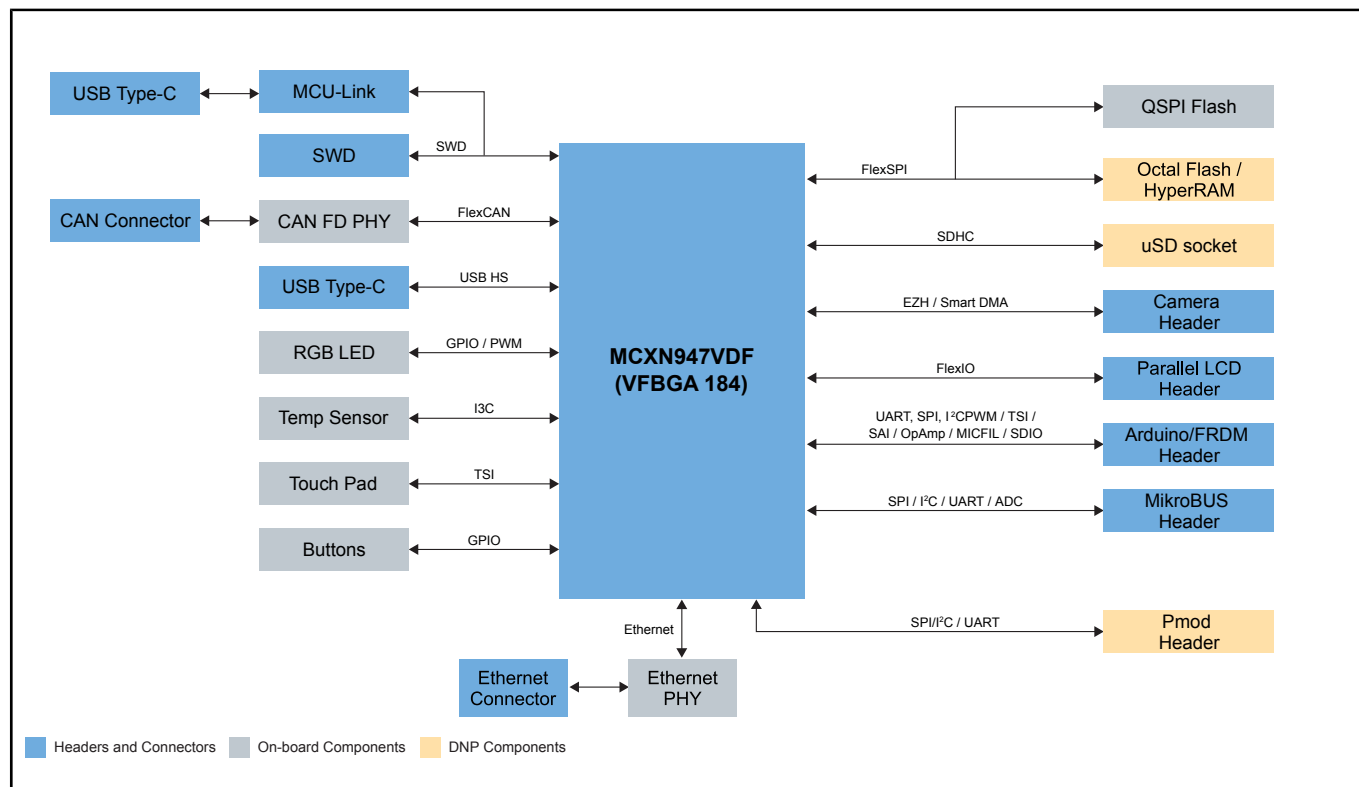 USB Type-C
MCU-Link
SWD
SWD
CAN Connector
CAN FD PHY
FlexCAN
USB Type-C
USB HS
RGB LED
GPIO / PWM
Temp Sensor
I3C
Touch Pad
TSI
Buttons
GPIO
MCXN947VDF
(VFBGA 184)
FlexSPI
QSPI Flash
Octal Flash /
HyperRAM
SDHC
uSD socket
EZH / Smart DMA
Camera
Header
FlexIO
Parallel LCD
Header
UART, SPI, I²CPWM / TSI /
SAI / OpAmp / MICFIL / SDIO
Arduino/FRDM
Header
SPI / I²C / UART / ADC
MikroBUS
Header
SPI/I²C / UART
Pmod
Header
Ethernet
Ethernet
Connector
Ethernet
PHY
Headers and Connectors
On-board Components
DNP Components